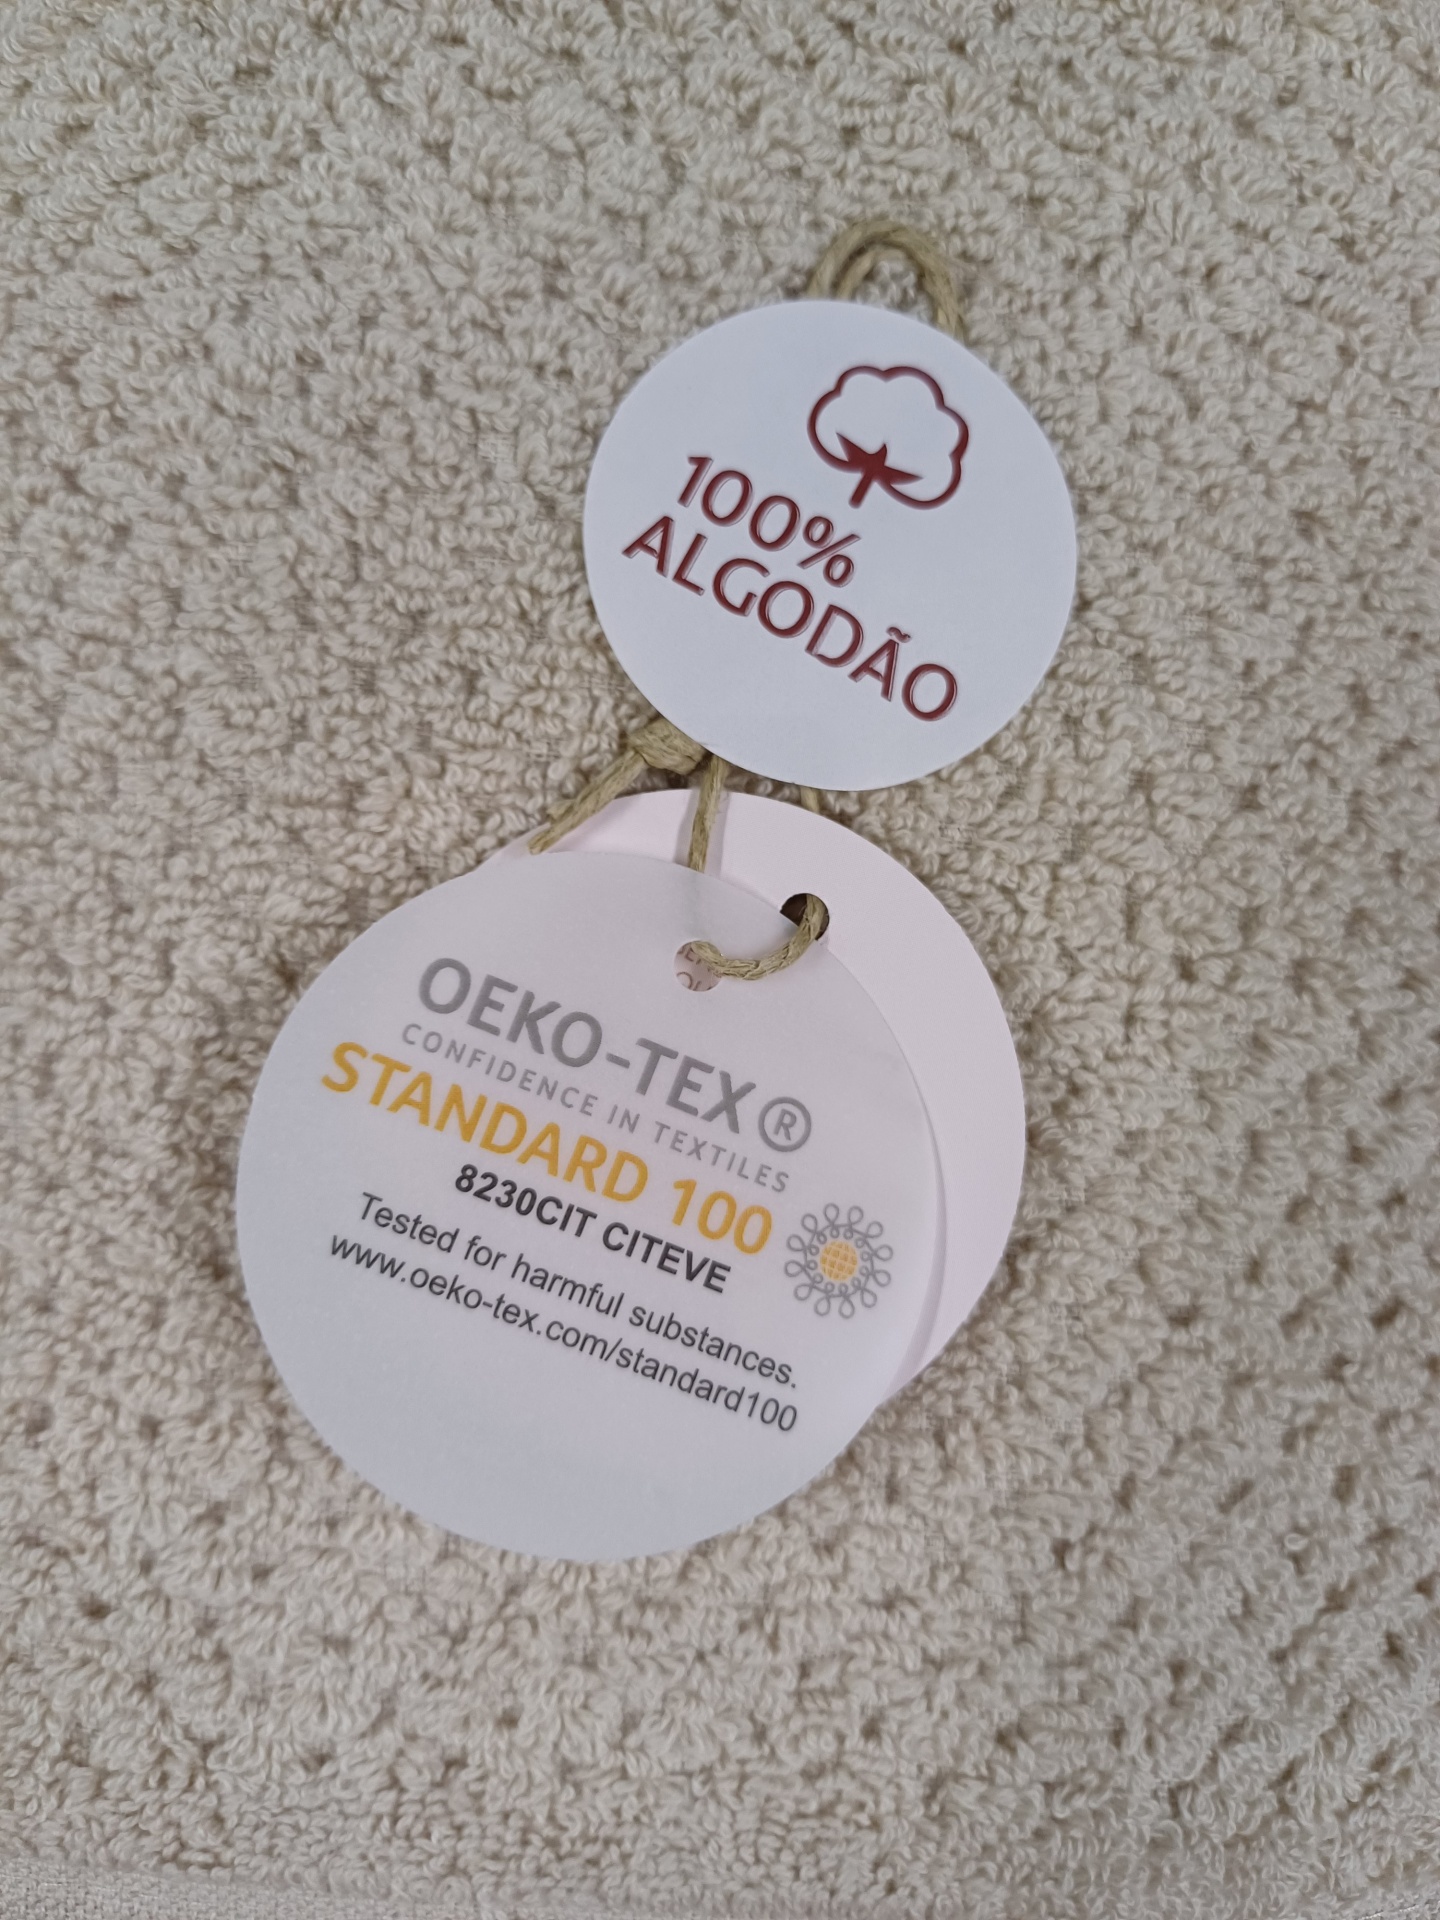 100%
ALGODÃO
OEKO-TEX®
CONFIDENCE IN TEXTILES
STANDARD 100
8230CIT CITEVE
Tested for harmful substances.
www.oeko-tex.com/standard100